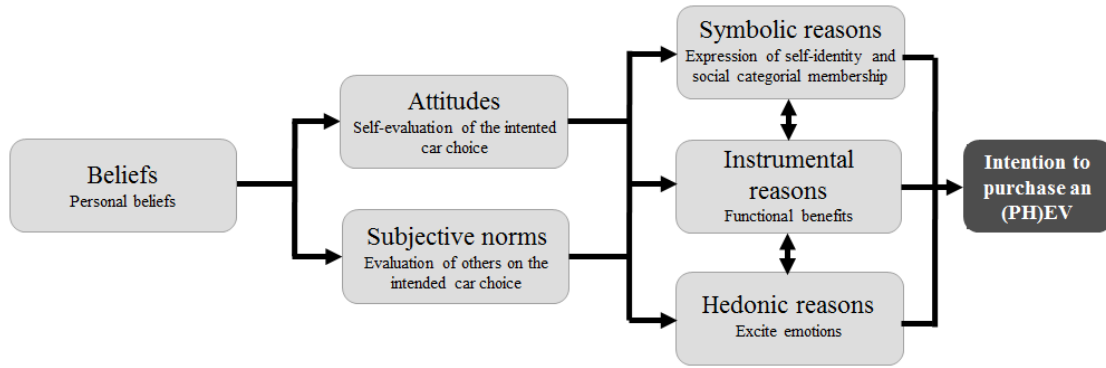 Beliefs
Personal beliefs
Attitudes
Self-evaluation of the intented
car choice
Subjective norms
Evaluation of others on the
intended car choice
Symbolic reasons
Expression of self-identity and
social categorial membership
Instrumental
reasons
Functional benefits
Hedonic reasons
Excite emotions
Intention to
purchase an
(PH)EV